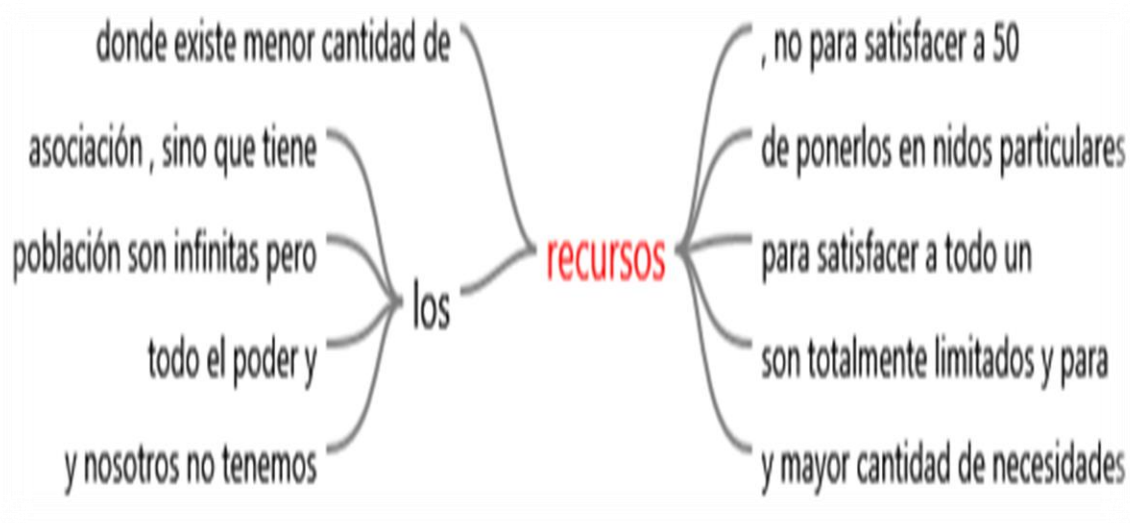 donde existe menor cantidad de
asociación , sino que tiene
población son infinitas pero
todo el poder y
y nosotros no tenemos
los
recursos
, no para satisfacer a 50
de ponerlos en nidos particulares
para satisfacer a todo un
son totalmente limitados y para
y mayor cantidad de necesidades